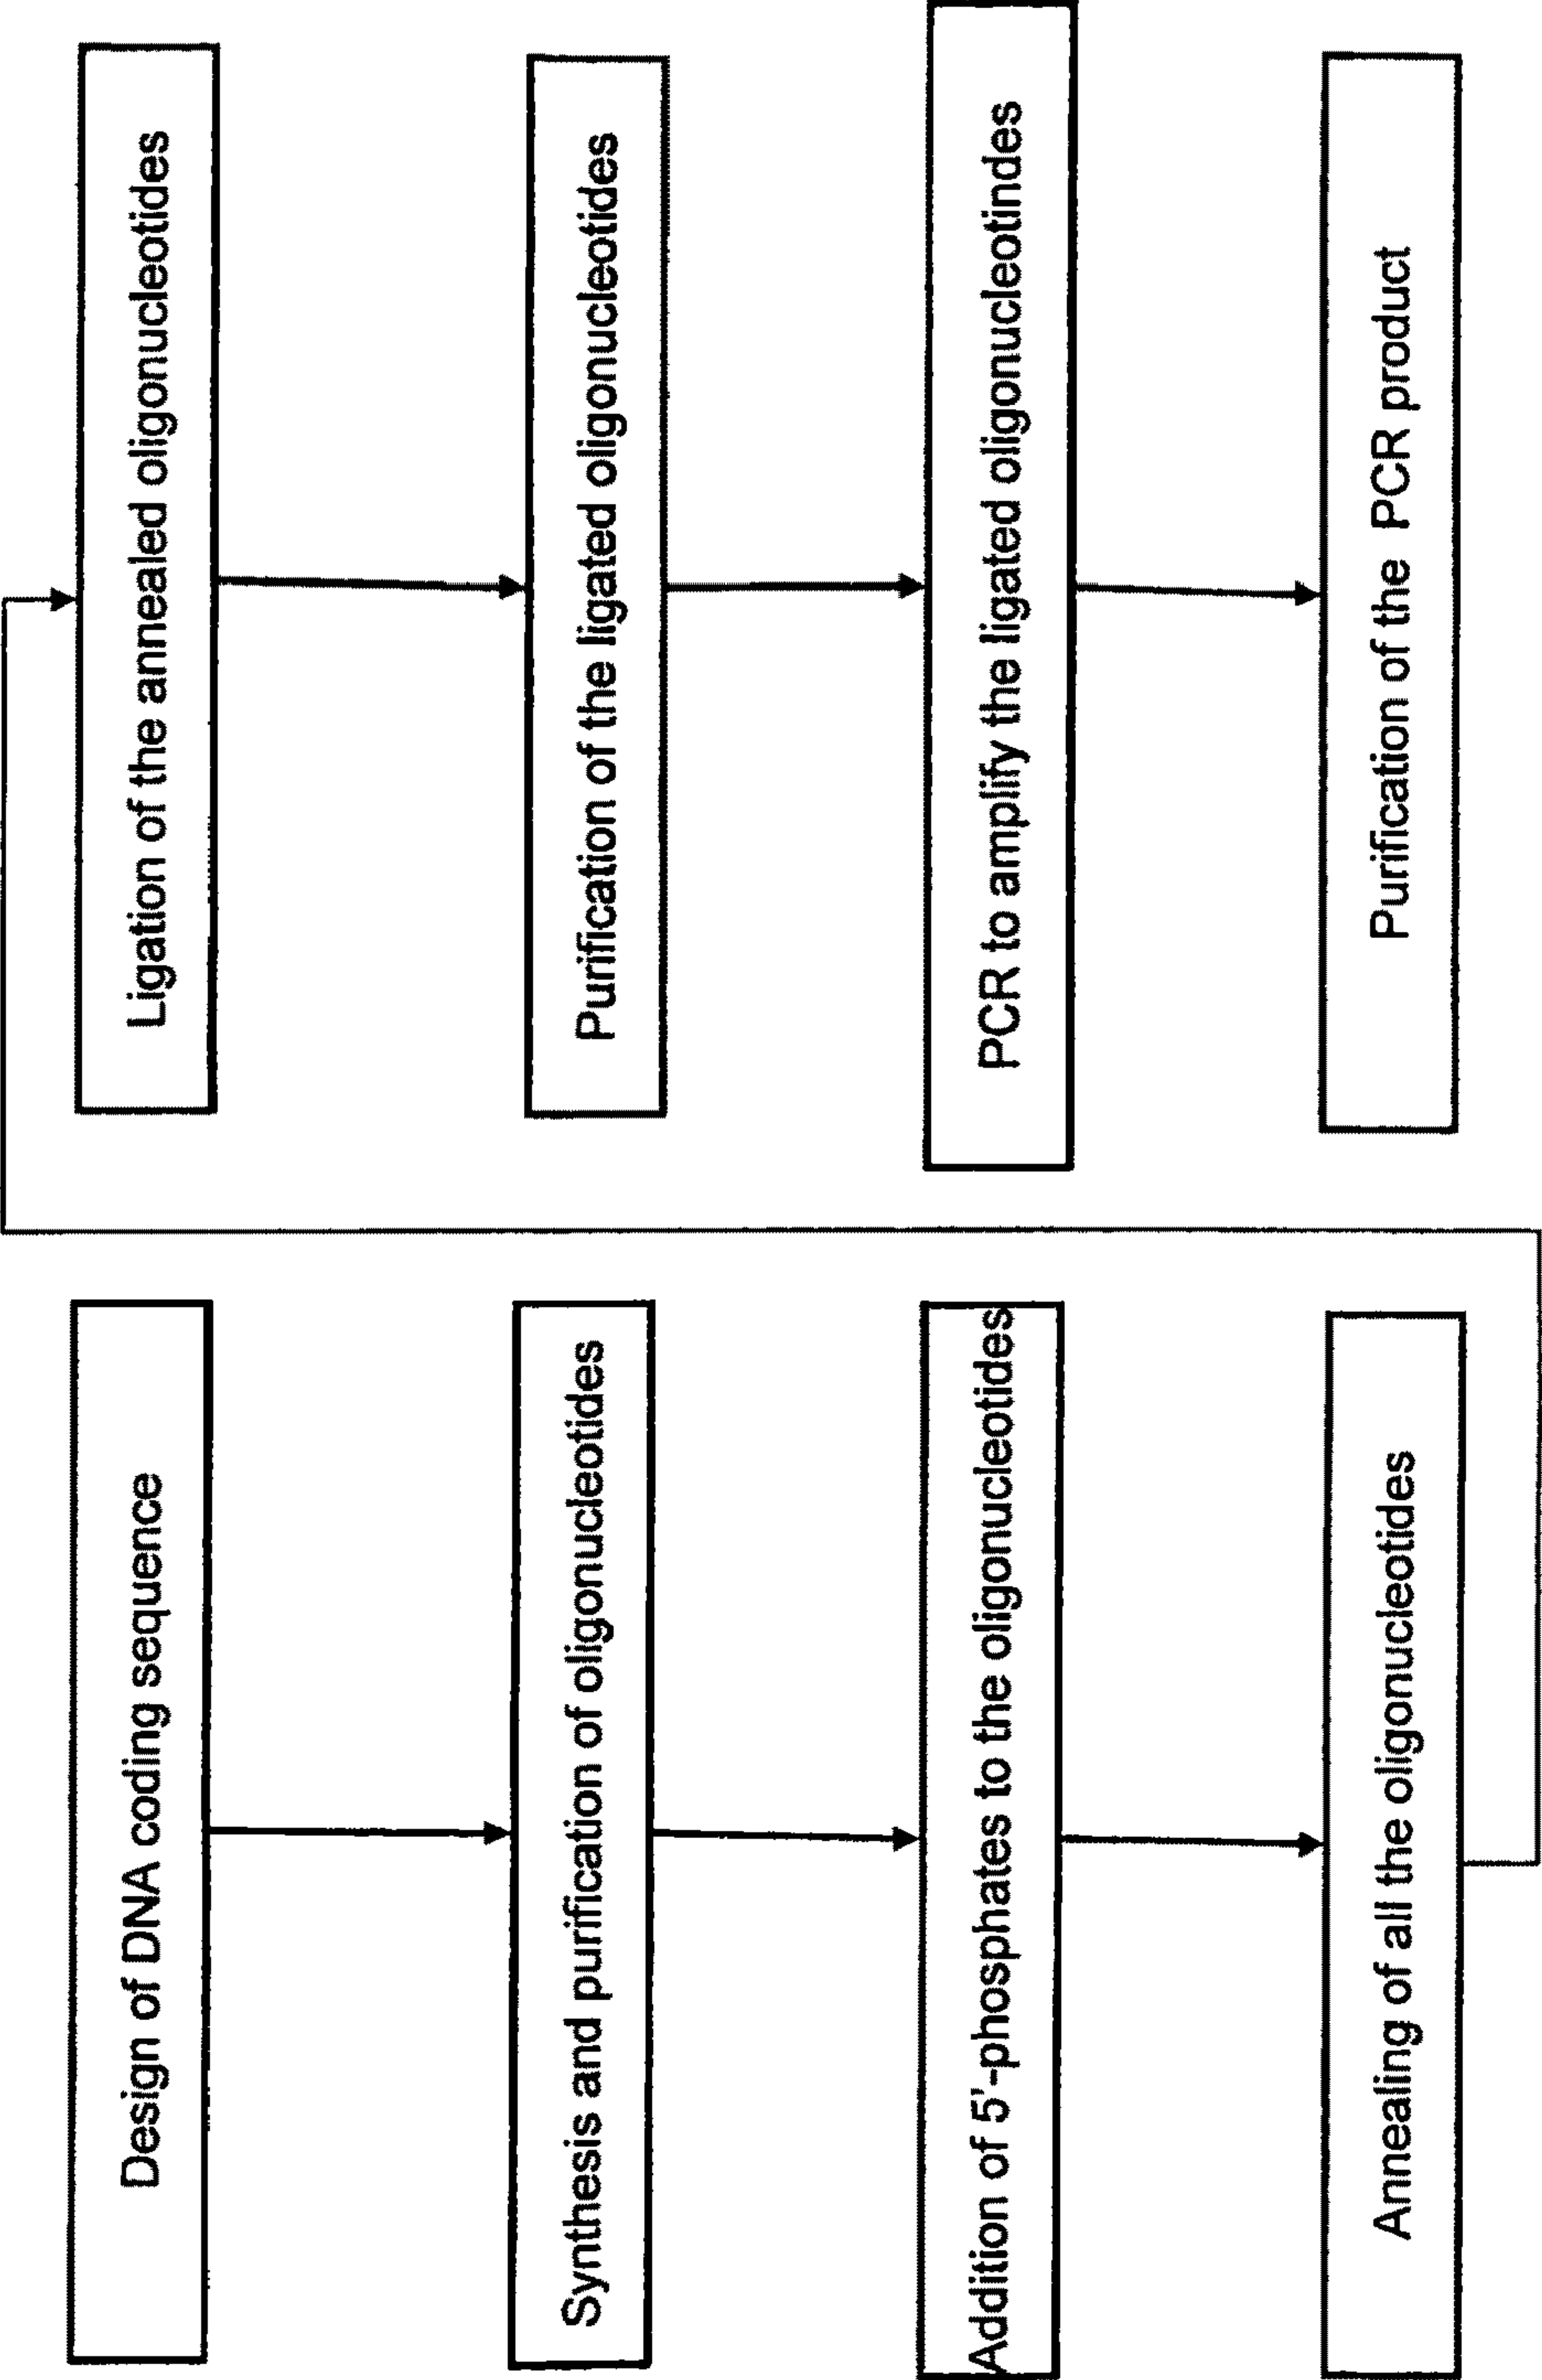 Design of DNA coding sequence
Synthesis and purification of oligonucleotides
Addition of 5'-phosphates to the oligonucleotides
Annealing of all the oligonucleotides
Ligation of the annealed oligonucleotides
Purification of the ligated oligonucleotides
PCR to amplify the ligated oligonucleotindes
Purification of the PCR product